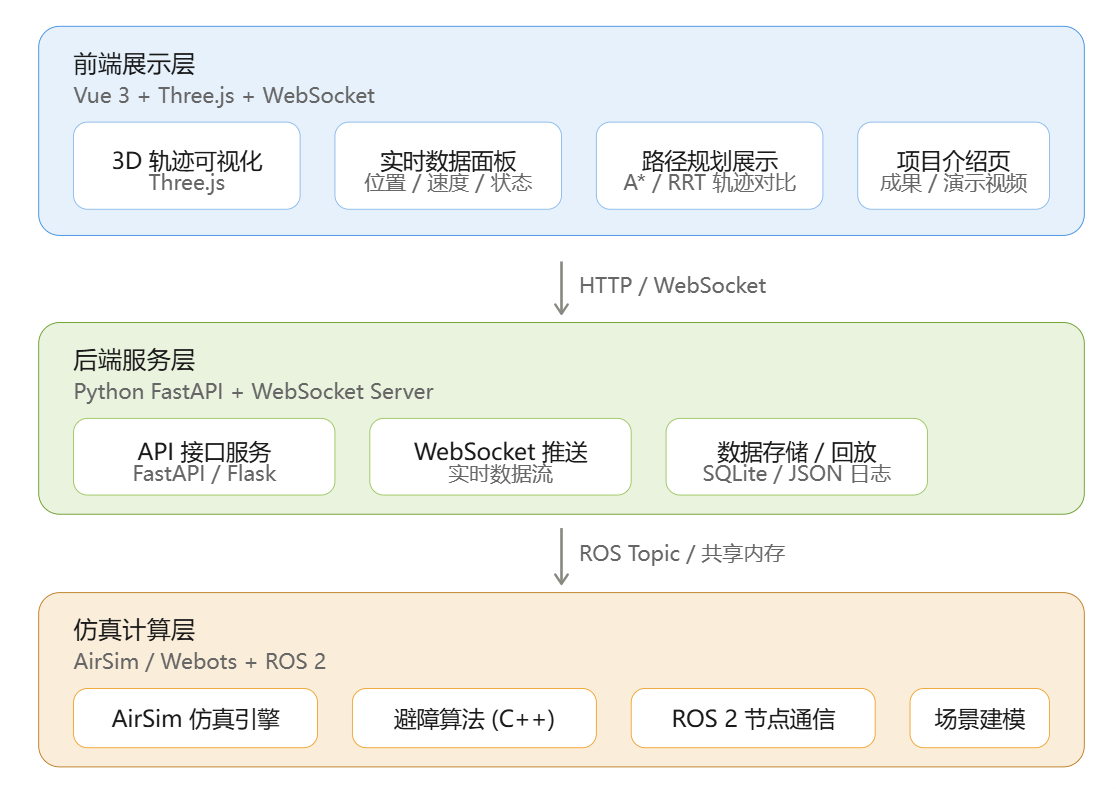 前端展示层
Vue 3 + Three.js + WebSocket
3D 轨迹可视化
Three.js
实时数据面板
位置 / 速度 / 状态
路径规划展示
A* / RRT 轨迹对比
项目介绍页
成果 / 演示视频
HTTP / WebSocket
后端服务层
Python FastAPI + WebSocket Server
API 接口服务
FastAPI / Flask
WebSocket 推送
实时数据流
数据存储 / 回放
SQLite / JSON 日志
ROS Topic / 共享内存
仿真计算层
AirSim / Webots + ROS 2
AirSim 仿真引擎
避障算法 (C++)
ROS 2 节点通信
场景建模